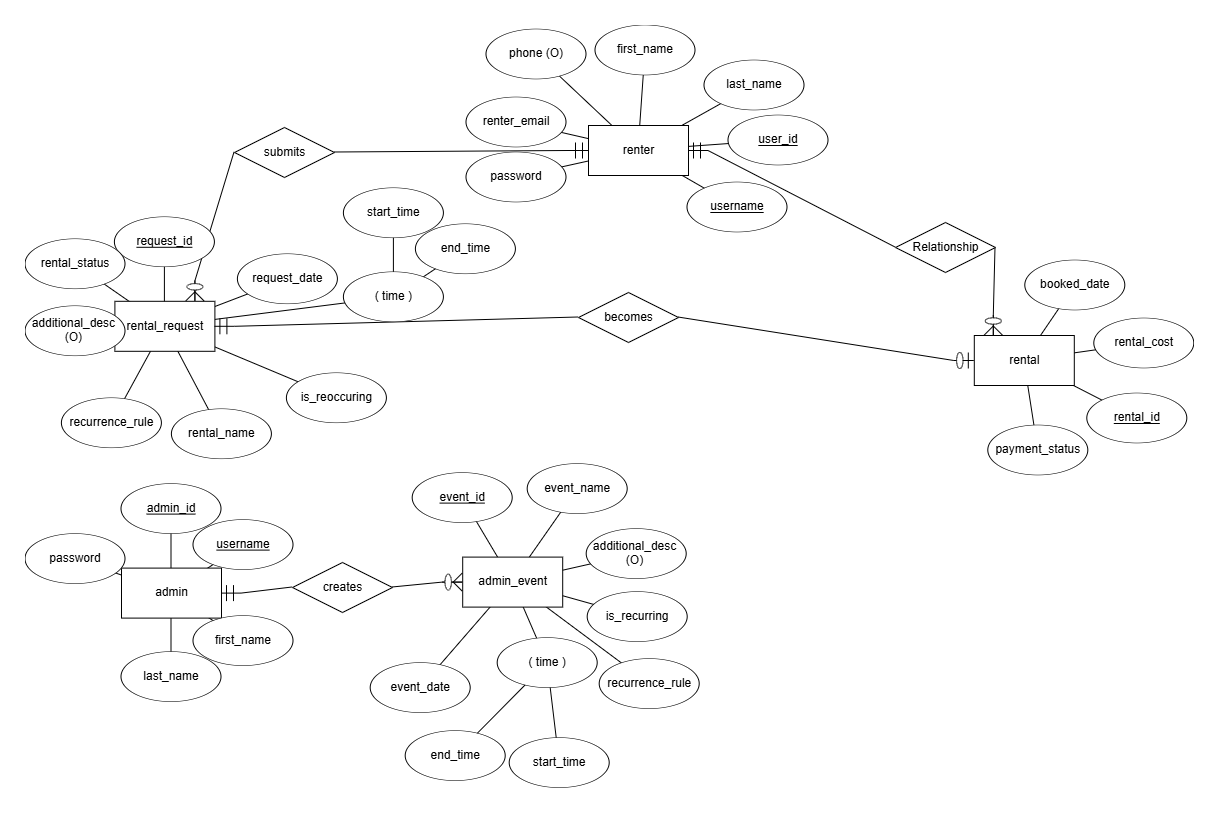 phone (O)
first_name
last_name
renter_email
renter
user_id
submits
password
username
start_time
request_id
end_time
Relationship
rental_status
request_date
( time )
booked_date
additional_desc
(O)
rental_request
becomes
rental
rental_cost
is_reoccuring
recurrence_rule
rental_name
rental_id
payment_status
event_id
event_name
admin_id
username
additional_desc
(O)
password
admin
creates
admin_event
is_recurring
first_name
( time )
last_name
event_date
recurrence_rule
end_time
start_time